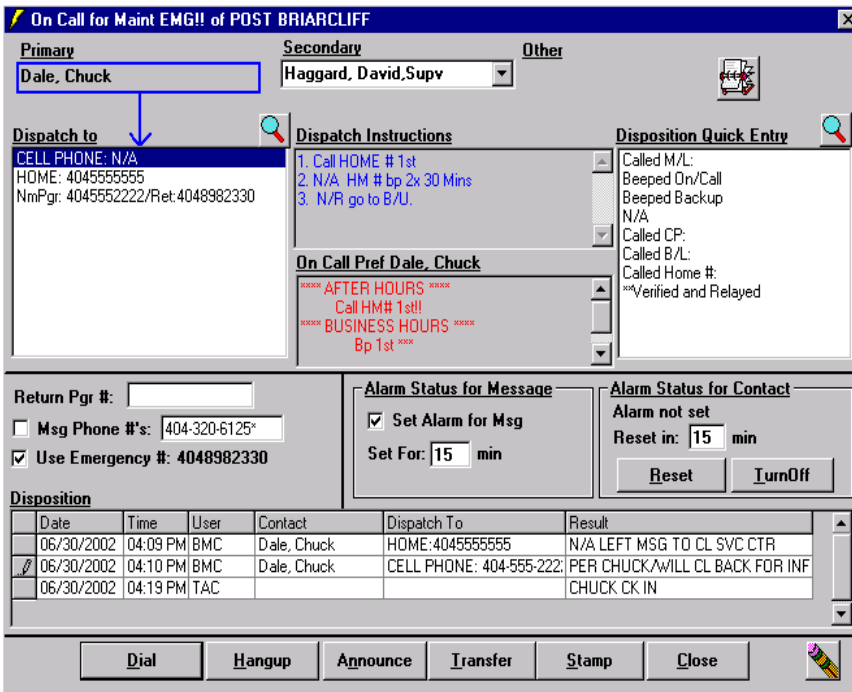 On Call for Maint EMG!! of POST BRIARCLIFF
Primary
Secondary
Other
Dale, Chuck
Haggard, David,Supv
Dispatch to
Dispatch Instructions
Disposition Quick Entry
CELL PHONE: N/A
HOME: 4045555555
NmPgr: 4045552222/Ret:4048982330
1. Call HOME # 1st
2. N/A HM # bp 2x 30 Mins
3. N/R go to B/U.
On Call Pref Dale, Chuck
**** AFTER HOURS ****
Call HM# 1st!!
**** BUSINESS HOURS ****
Bp 1st ***
Called M/L:
Beeped On/Call
Beeped Backup
N/A
Called CP:
Called B/L:
Called Home #:
**Verified and Relayed
Return Pgr #:
Msg Phone #'s: 404-320-6125*
Use Emergency #: 4048982330
Alarm Status for Message
Set Alarm for Msg
Set For: 15 min
Alarm Status for Contact
Alarm not set
Reset in: 15 min
Reset TurnOff
Disposition
Date Time User Contact Dispatch To Result
06/30/2002 04:09 PM BMC Dale, Chuck HOME:4045555555 N/A LEFT MSG TO CL SVC CTR
06/30/2002 04:10 PM BMC Dale, Chuck CELL PHONE: 404-555-222 PER CHUCK/WILL CL BACK FOR INF
06/30/2002 04:19 PM TAC CHUCK CK IN
Dial Hangup Announce Transfer Stamp Close